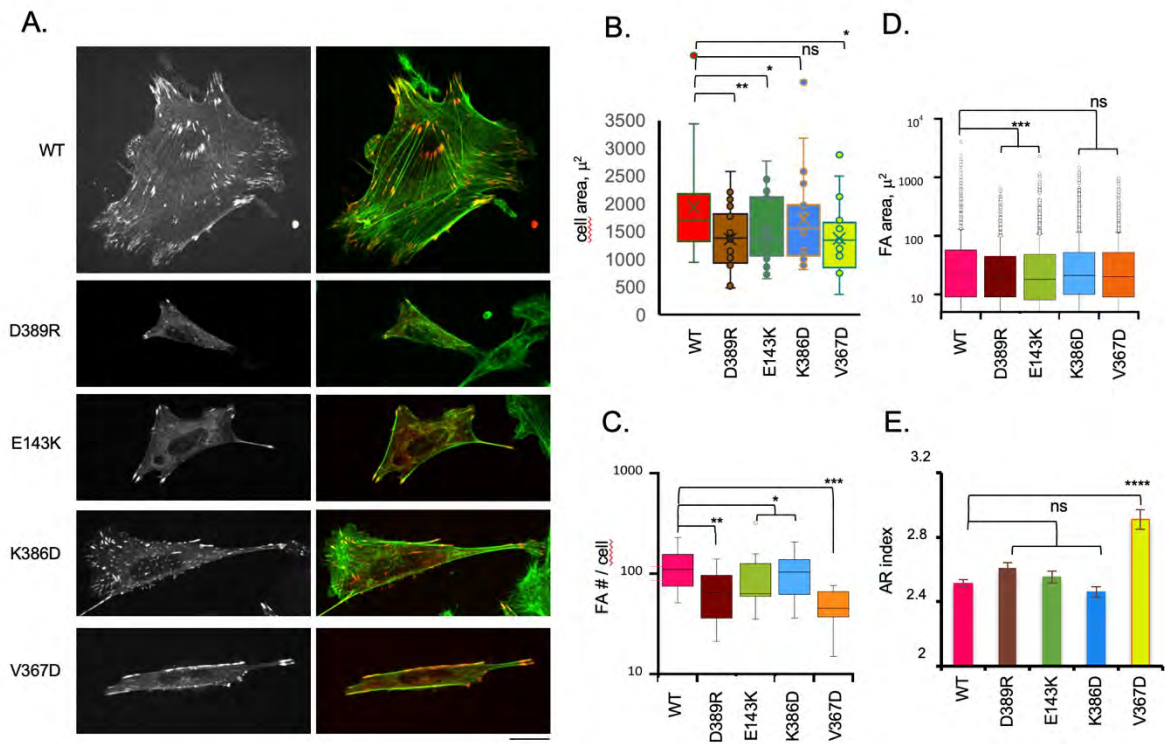 A.
WT
D389R
E143K
K386D
V367D
B.
*
ns
*
**
cell area, µ²
3500
3000
2500
2000
1500
1000
500
0
WT
D389R
E143K
K386D
V367D
D.
ns
***
FA area, µ²
10⁴
1000
100
10
WT
D389R
E143K
K386D
V367D
C.
***
*
**
FA # / cell
1000
100
10
WT
D389R
E143K
K386D
V367D
E.
3.2
****
ns
AR index
2.8
2.4
2
WT
D389R
E143K
K386D
V367D